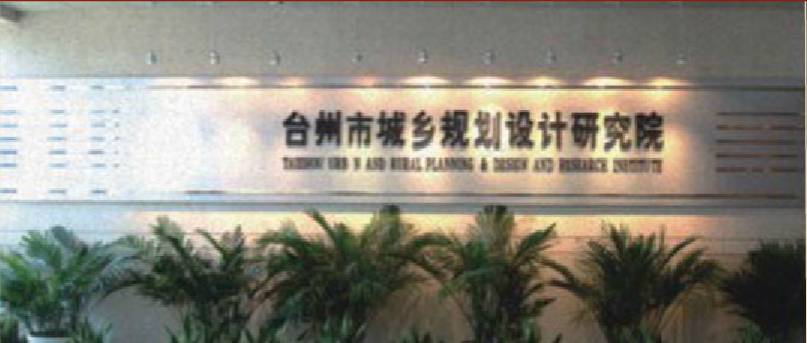 台州市城乡规划设计研究院
TAIZHOU URB N AND RURAL PLANNING & DESIGN AND RESEARCH INSTITUTE